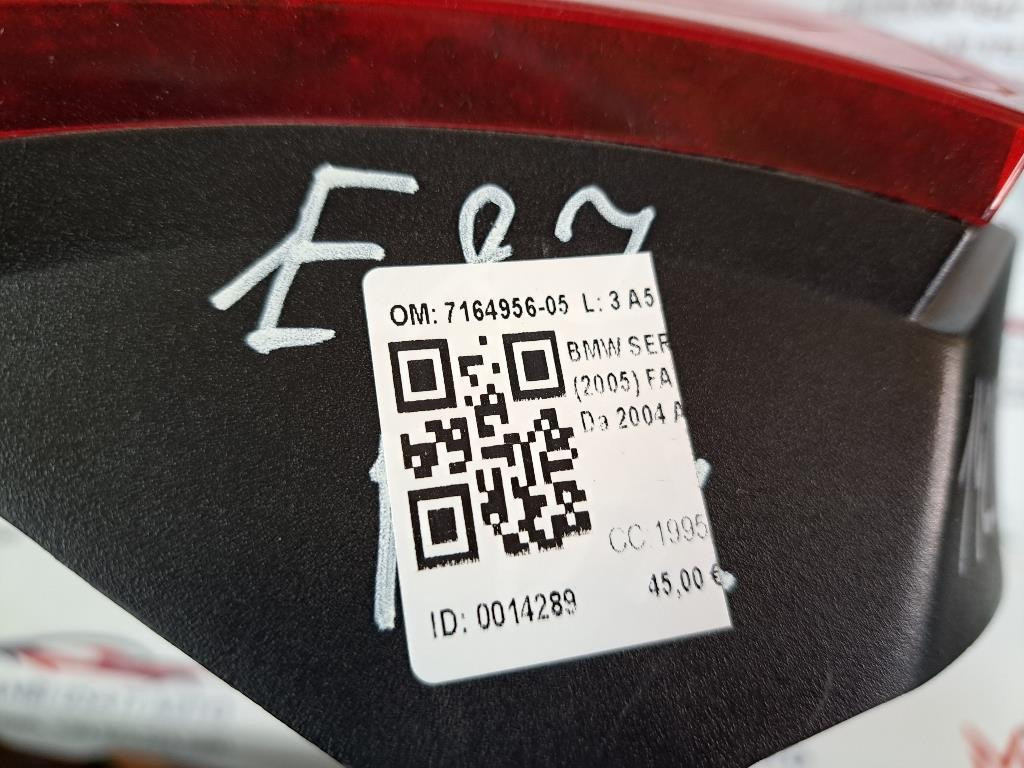 E87
OM: 7164956-05 L: 3 A5
BMW SER
(2005) FA
Da 2004 A
CC. 1995
ID: 0014289
45,00 €